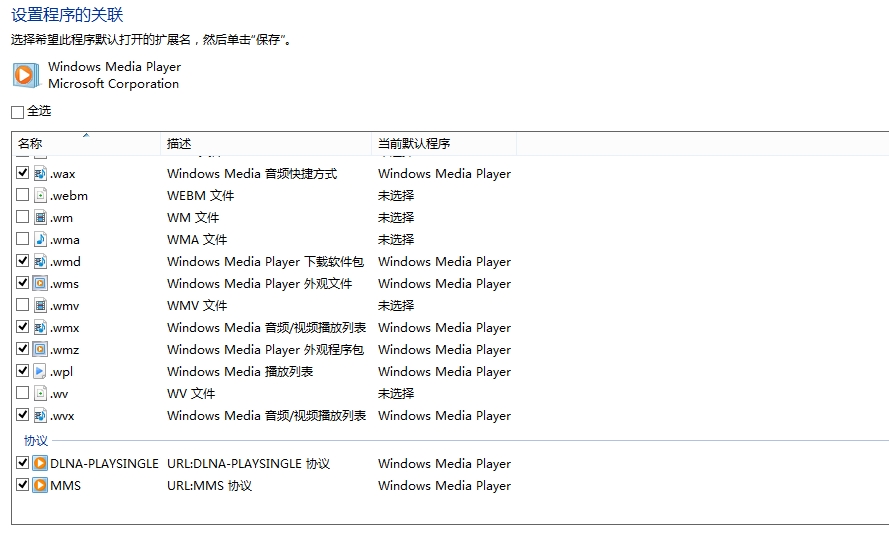 设置程序的关联
选择希望此程序默认打开的扩展名，然后单击“保存”。
Windows Media Player
Microsoft Corporation
全选
名称 描述 当前默认程序
.wax Windows Media 音频快捷方式 Windows Media Player
.webm WEBM 文件 未选择
.wm WM 文件 未选择
.wma WMA 文件 未选择
.wmd Windows Media Player 下载软件包 Windows Media Player
.wms Windows Media Player 外观文件 Windows Media Player
.wmv WMV 文件 未选择
.wmx Windows Media 音频/视频播放列表 Windows Media Player
.wmz Windows Media Player 外观程序包 Windows Media Player
.wpl Windows Media 播放列表 Windows Media Player
.wv WV 文件 未选择
.wvx Windows Media 音频/视频播放列表 Windows Media Player
协议
DLNA-PLAYSINGLE URL:DLNA-PLAYSINGLE 协议 Windows Media Player
MMS URL:MMS 协议 Windows Media Player